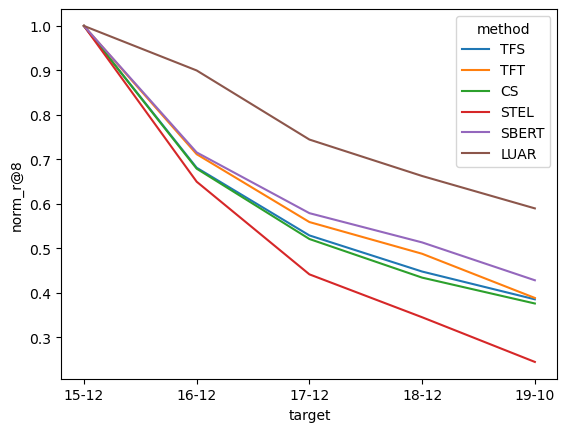 1.0
0.9
0.8
0.7
0.6
0.5
0.4
0.3
norm_r@8
15-12
16-12
17-12
18-12
19-10
target
method
TFS
TFT
CS
STEL
SBERT
LUAR